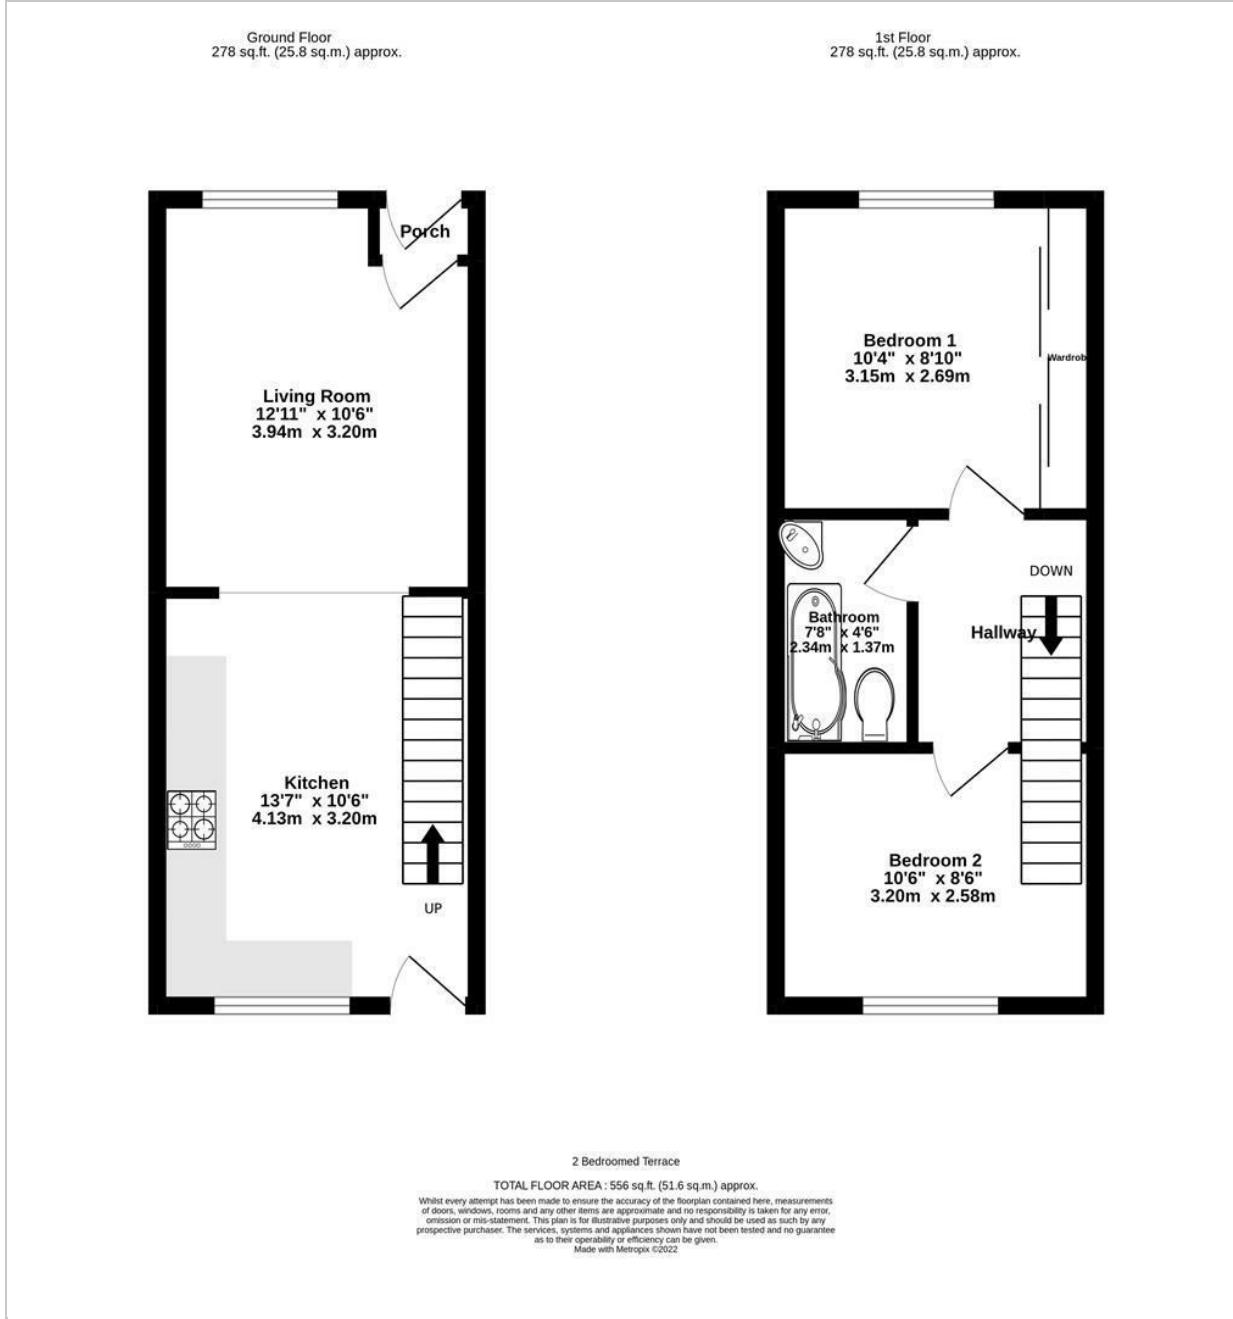 Ground Floor
278 sq.ft. (25.8 sq.m.) approx.
1st Floor
278 sq.ft. (25.8 sq.m.) approx.
Porch
Living Room
12'11" x 10'6"
3.94m x 3.20m
Kitchen
13'7" x 10'6"
4.13m x 3.20m
UP
Bedroom 1
10'4" x 8'10"
3.15m x 2.69m
Wardrob
DOWN
Bathroom
7'8" x 4'6"
2.34m x 1.37m
Hallway
Bedroom 2
10'6" x 8'6"
3.20m x 2.58m
2 Bedroomed Terrace
TOTAL FLOOR AREA : 556 sq.ft. (51.6 sq.m.) approx.
Whilst every attempt has been made to ensure the accuracy of the floorplan contained here, measurements
of doors, windows, rooms and any other items are approximate and no responsibility is taken for any error,
omission or mis-statement. This plan is for illustrative purposes only and should be used as such by any
prospective purchaser. The services, systems and appliances shown have not been tested and no guarantee
as to their operability or efficiency can be given.
Made with Metropix ©2022